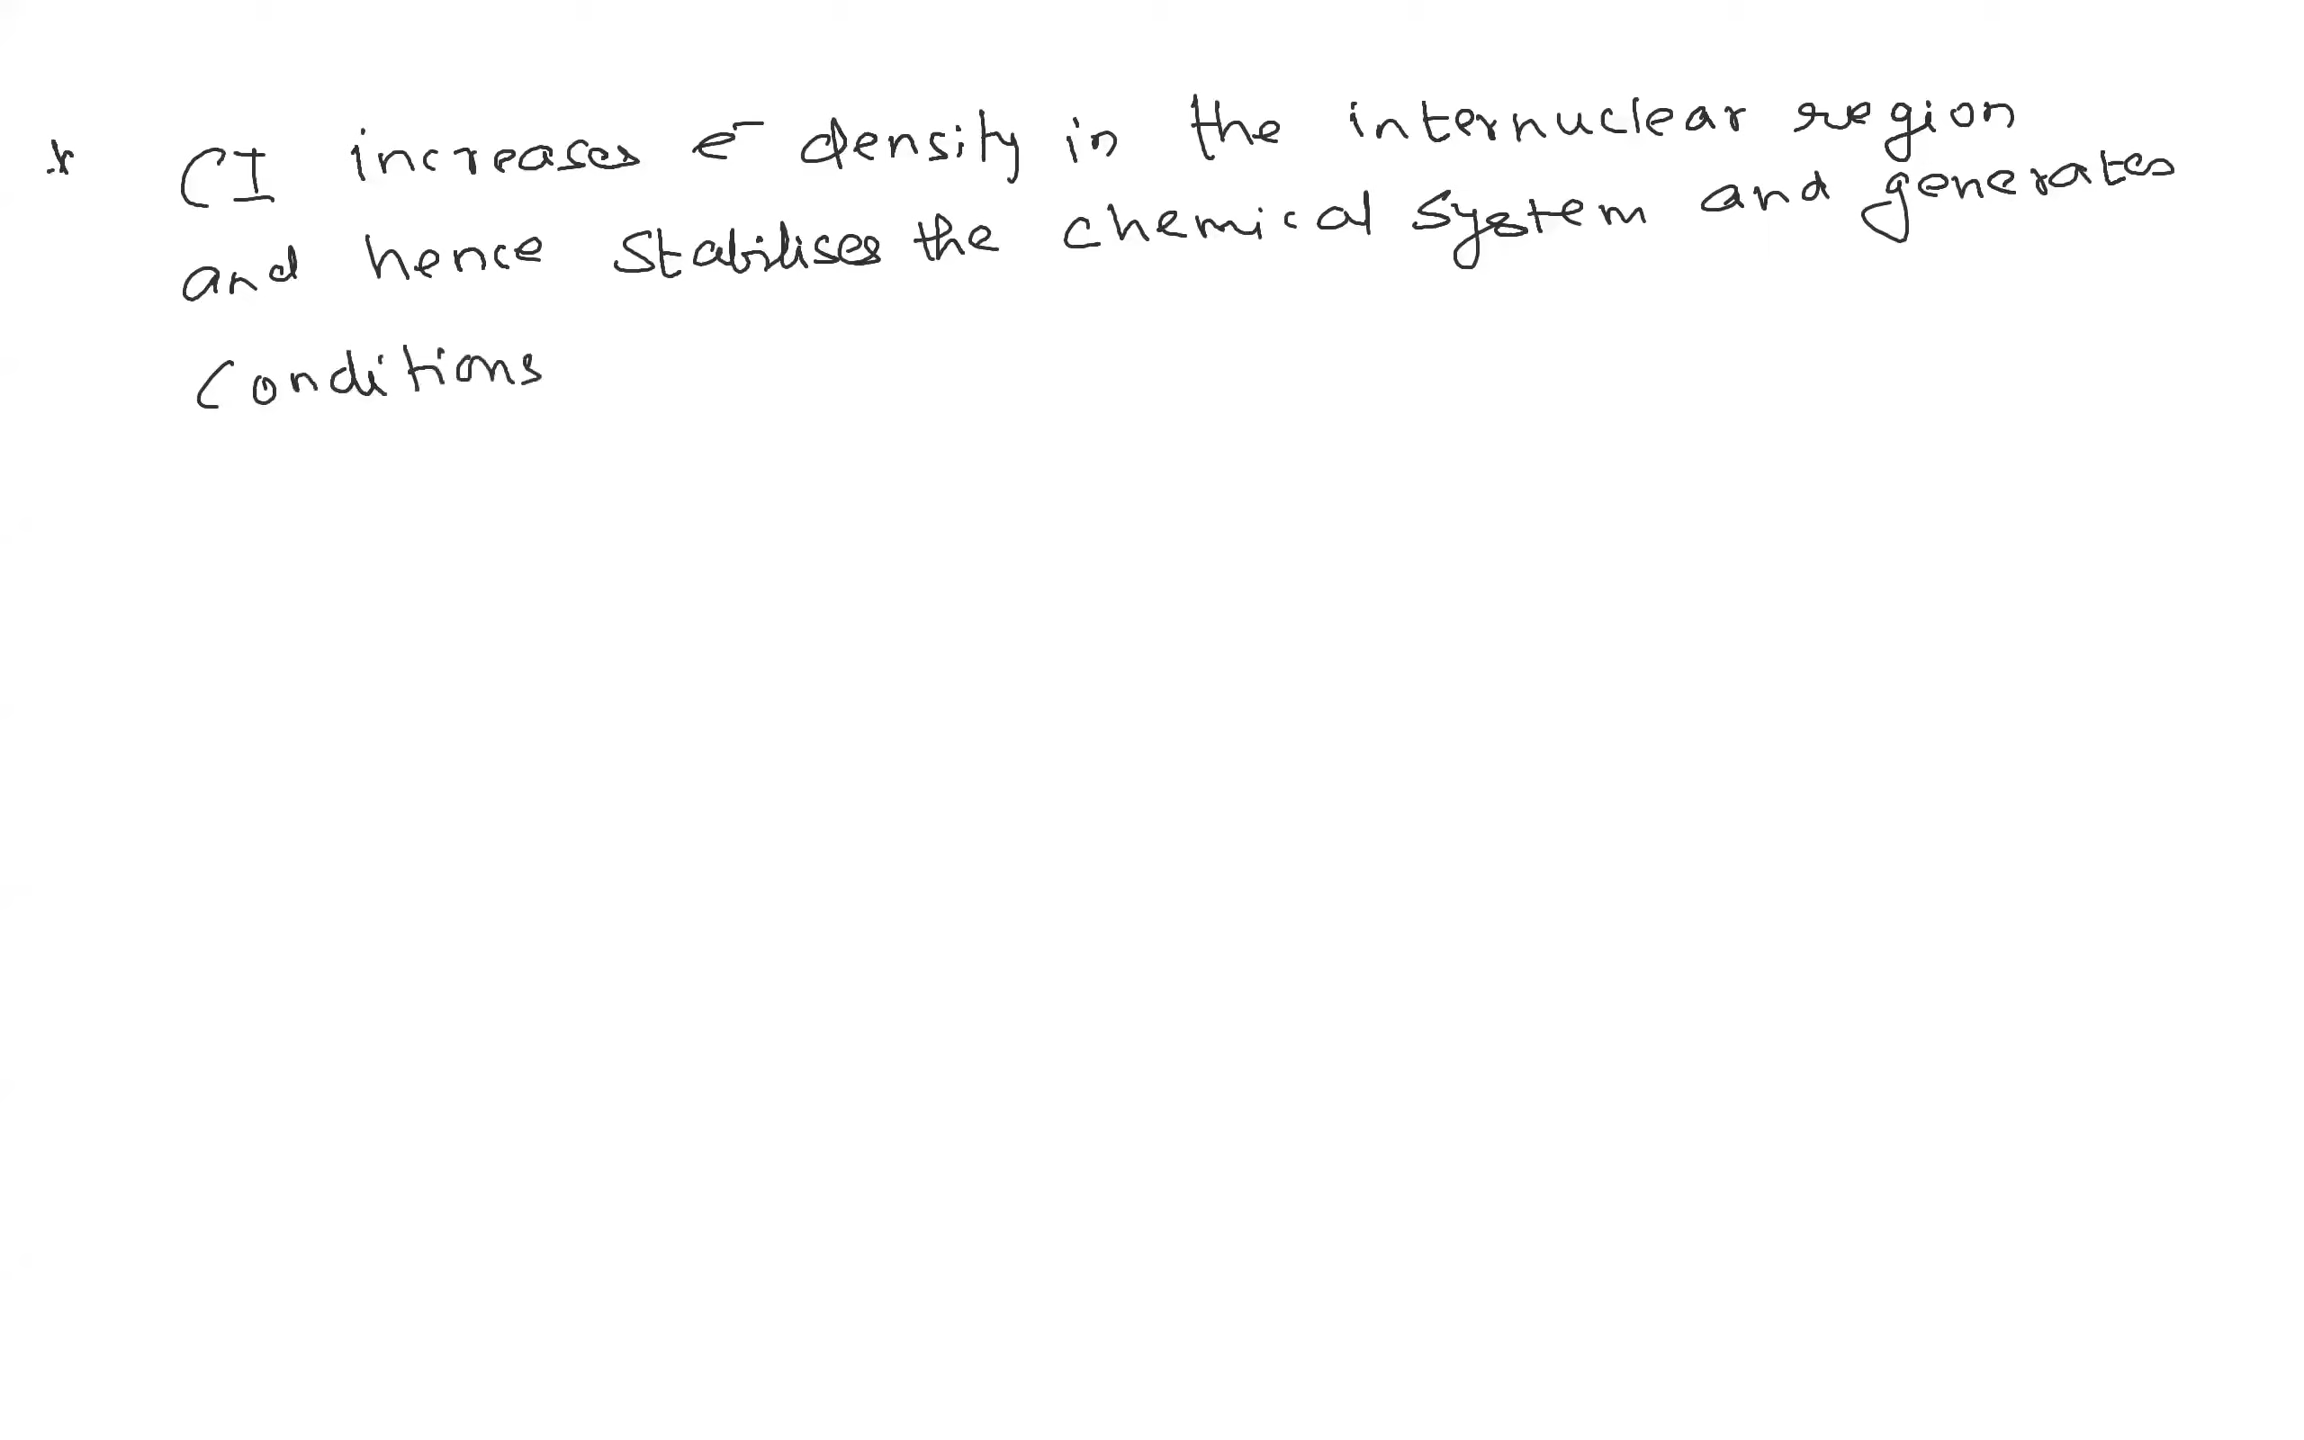 * CI increases e⁻ density in the internuclear region
and hence stabilises the chemical system and generates
conditions